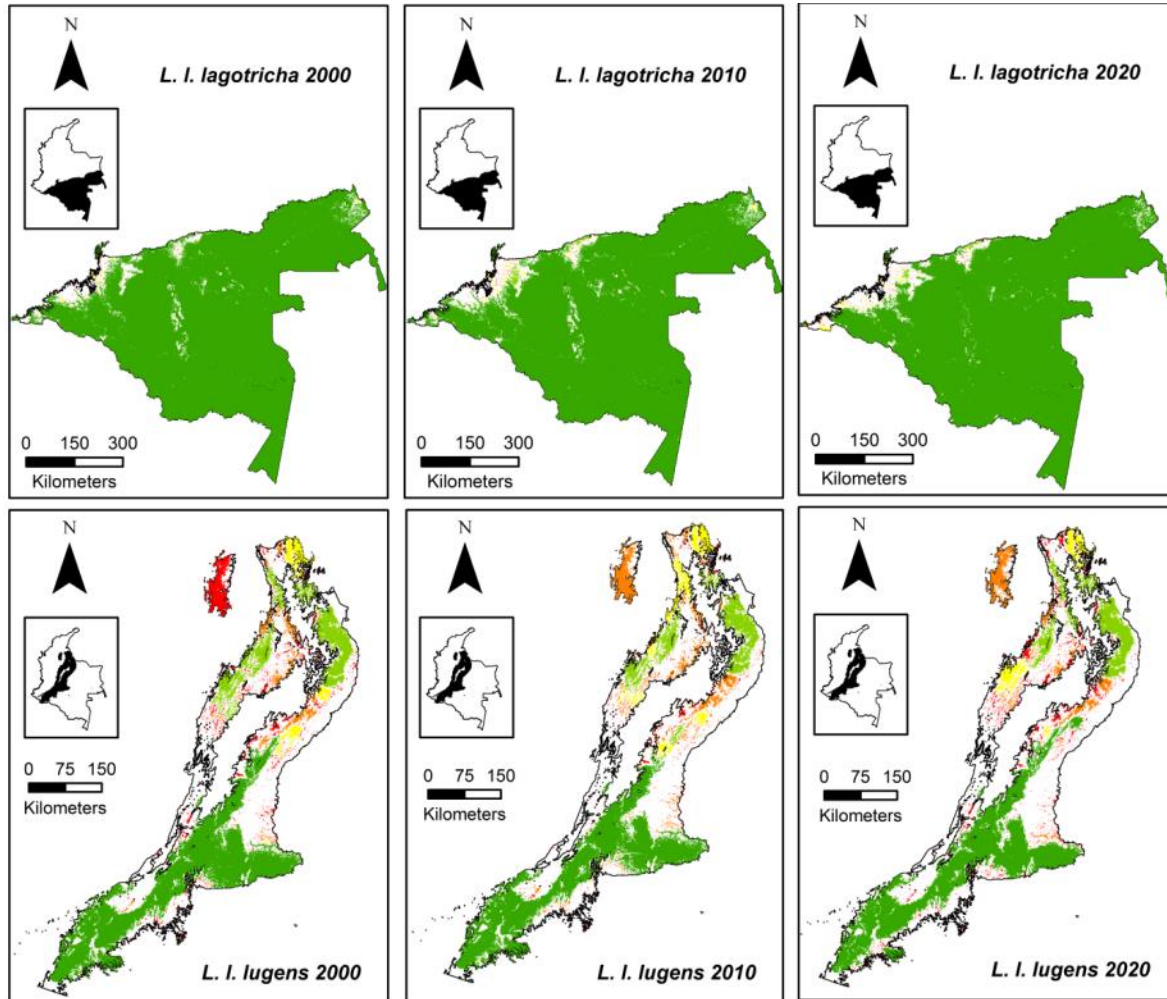 N
L. l. lagotricha 2000
0 150 300
Kilometers
N
L. l. lagotricha 2010
0 150 300
Kilometers
N
L. l. lagotricha 2020
0 150 300
Kilometers
N
0 75 150
Kilometers
L. l. lugens 2000
N
0 75 150
Kilometers
L. l. lugens 2010
N
0 75 150
Kilometers
L. l. lugens 2020